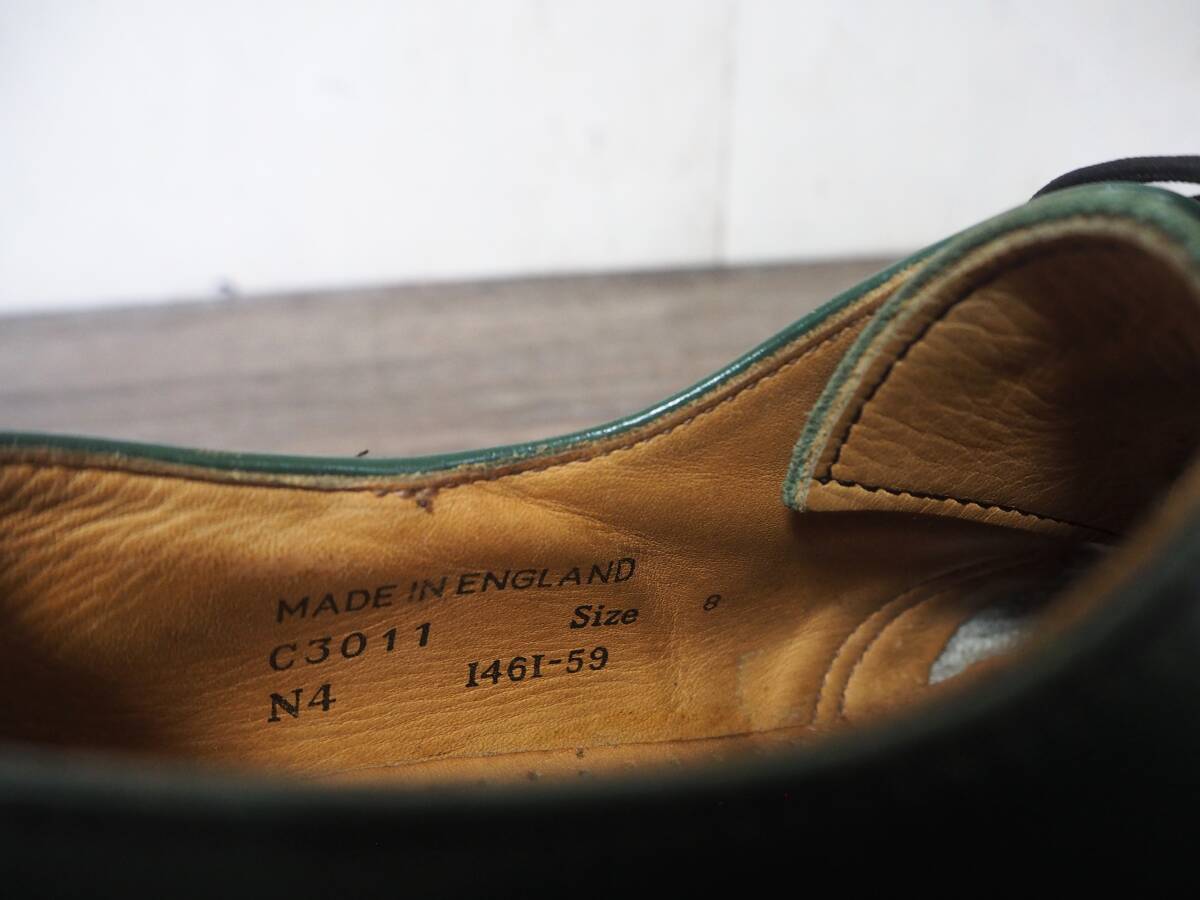 MADE IN ENGLAND
C3011 Size 8
N4 1461-59